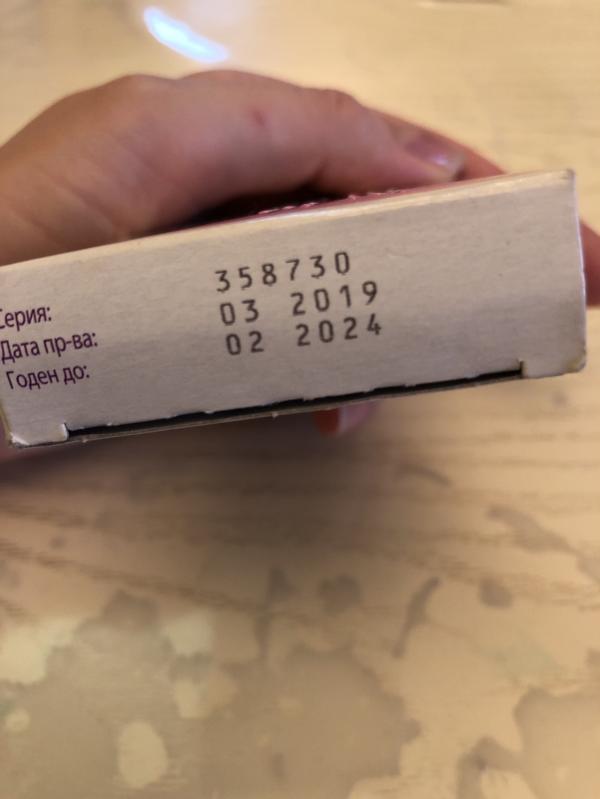 Серия: 358730
Дата пр-ва: 03 2019
Годен до: 02 2024